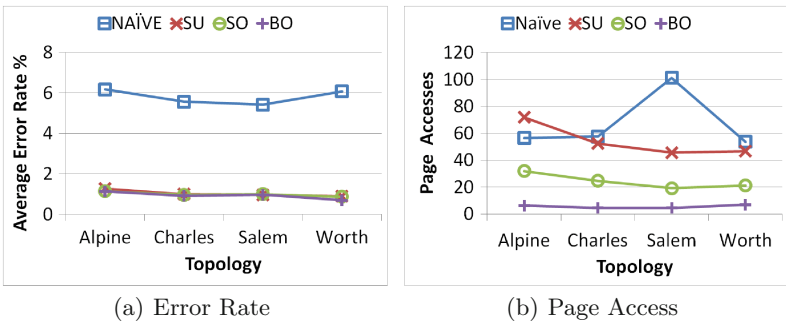 NAÏVE SU SO BO
Average Error Rate %
8
6
4
2
0
Alpine Charles Salem Worth
Topology
(a) Error Rate
Naïve SU SO BO
Page Accesses
120
100
80
60
40
20
0
Alpine Charles Salem Worth
Topology
(b) Page Access